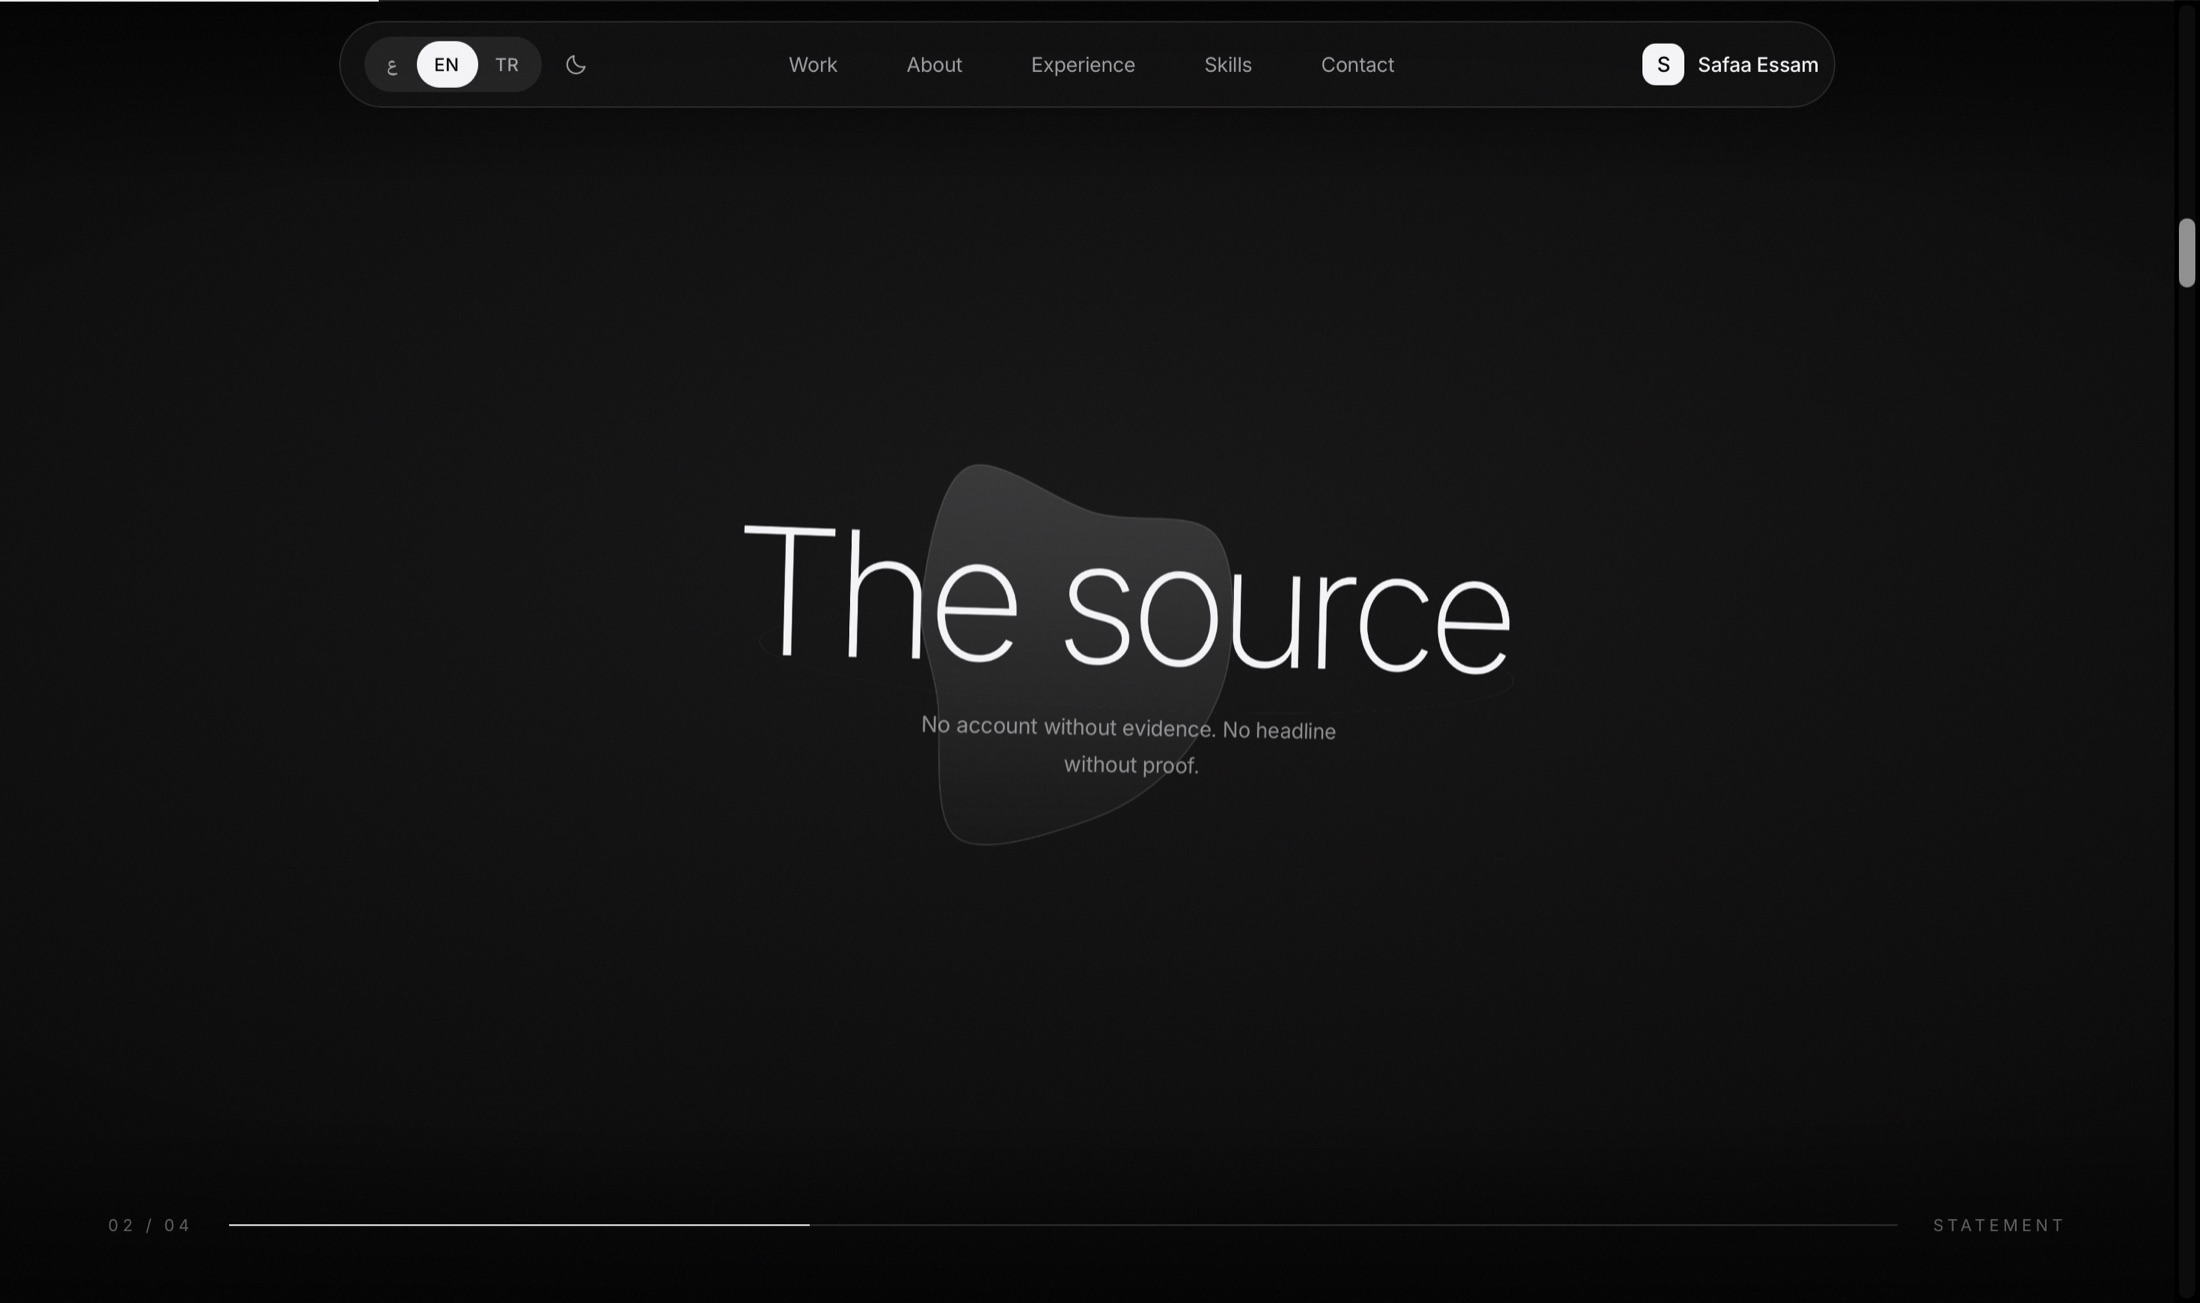 ع EN TR Work About Experience Skills Contact S Safaa Essam
The source
No account without evidence. No headline
without proof.
02 / 04 STATEMENT